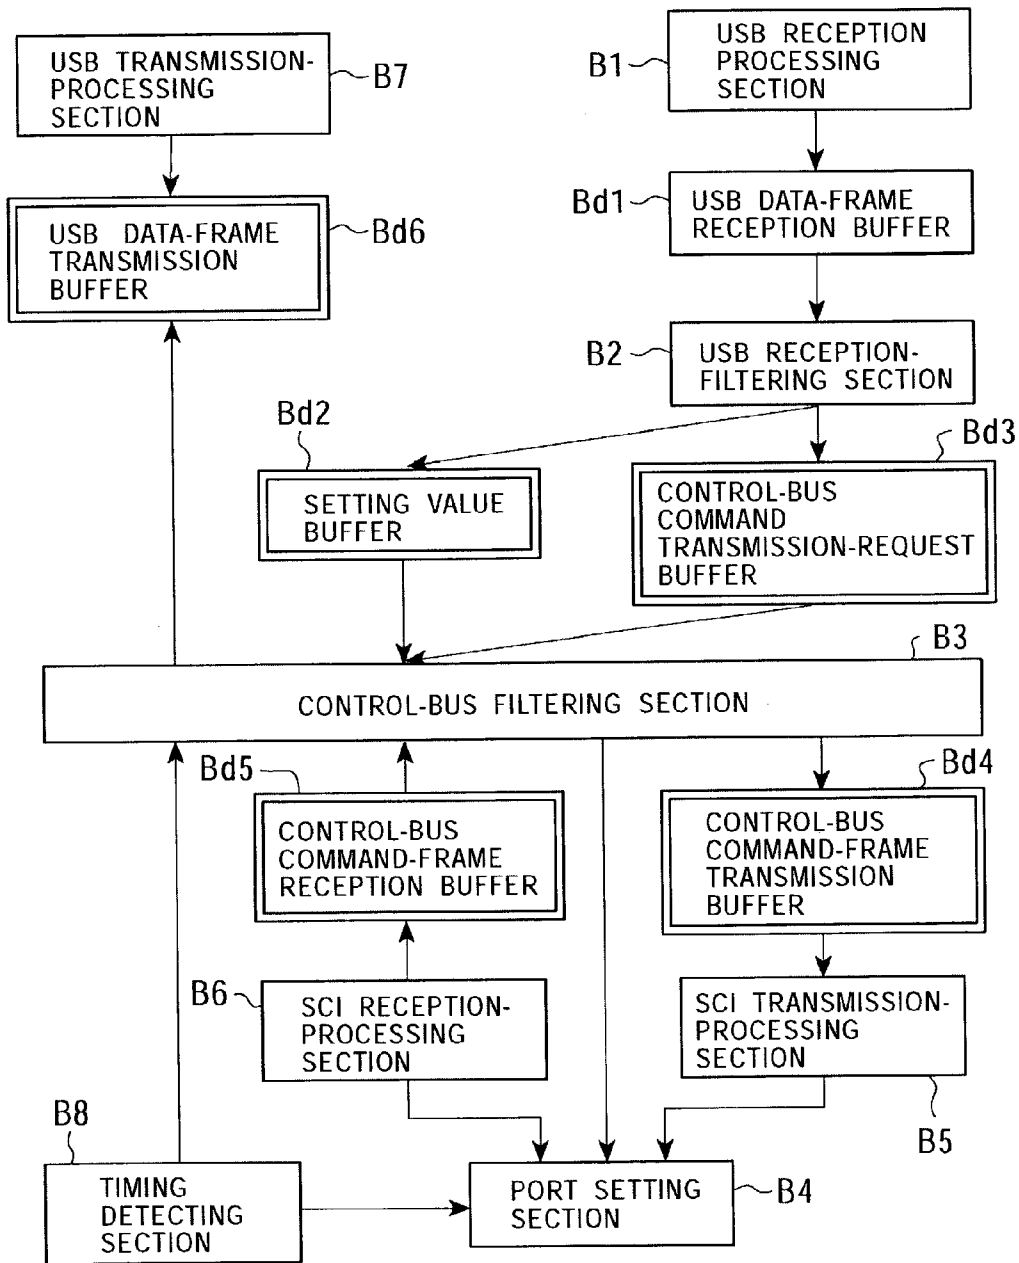 USB TRANSMISSION-
PROCESSING
SECTION
B7
USB RECEPTION
PROCESSING
SECTION
B1
USB DATA-FRAME
TRANSMISSION
BUFFER
Bd6
Bd1
USB DATA-FRAME
RECEPTION BUFFER
B2
USB RECEPTION-
FILTERING SECTION
Bd2
SETTING VALUE
BUFFER
Bd3
CONTROL-BUS
COMMAND
TRANSMISSION-REQUEST
BUFFER
B3
CONTROL-BUS FILTERING SECTION
Bd5
CONTROL-BUS
COMMAND-FRAME
RECEPTION BUFFER
Bd4
CONTROL-BUS
COMMAND-FRAME
TRANSMISSION
BUFFER
B6
SCI RECEPTION-
PROCESSING
SECTION
SCI TRANSMISSION-
PROCESSING
SECTION
B5
B8
TIMING
DETECTING
SECTION
PORT SETTING
SECTION
B4